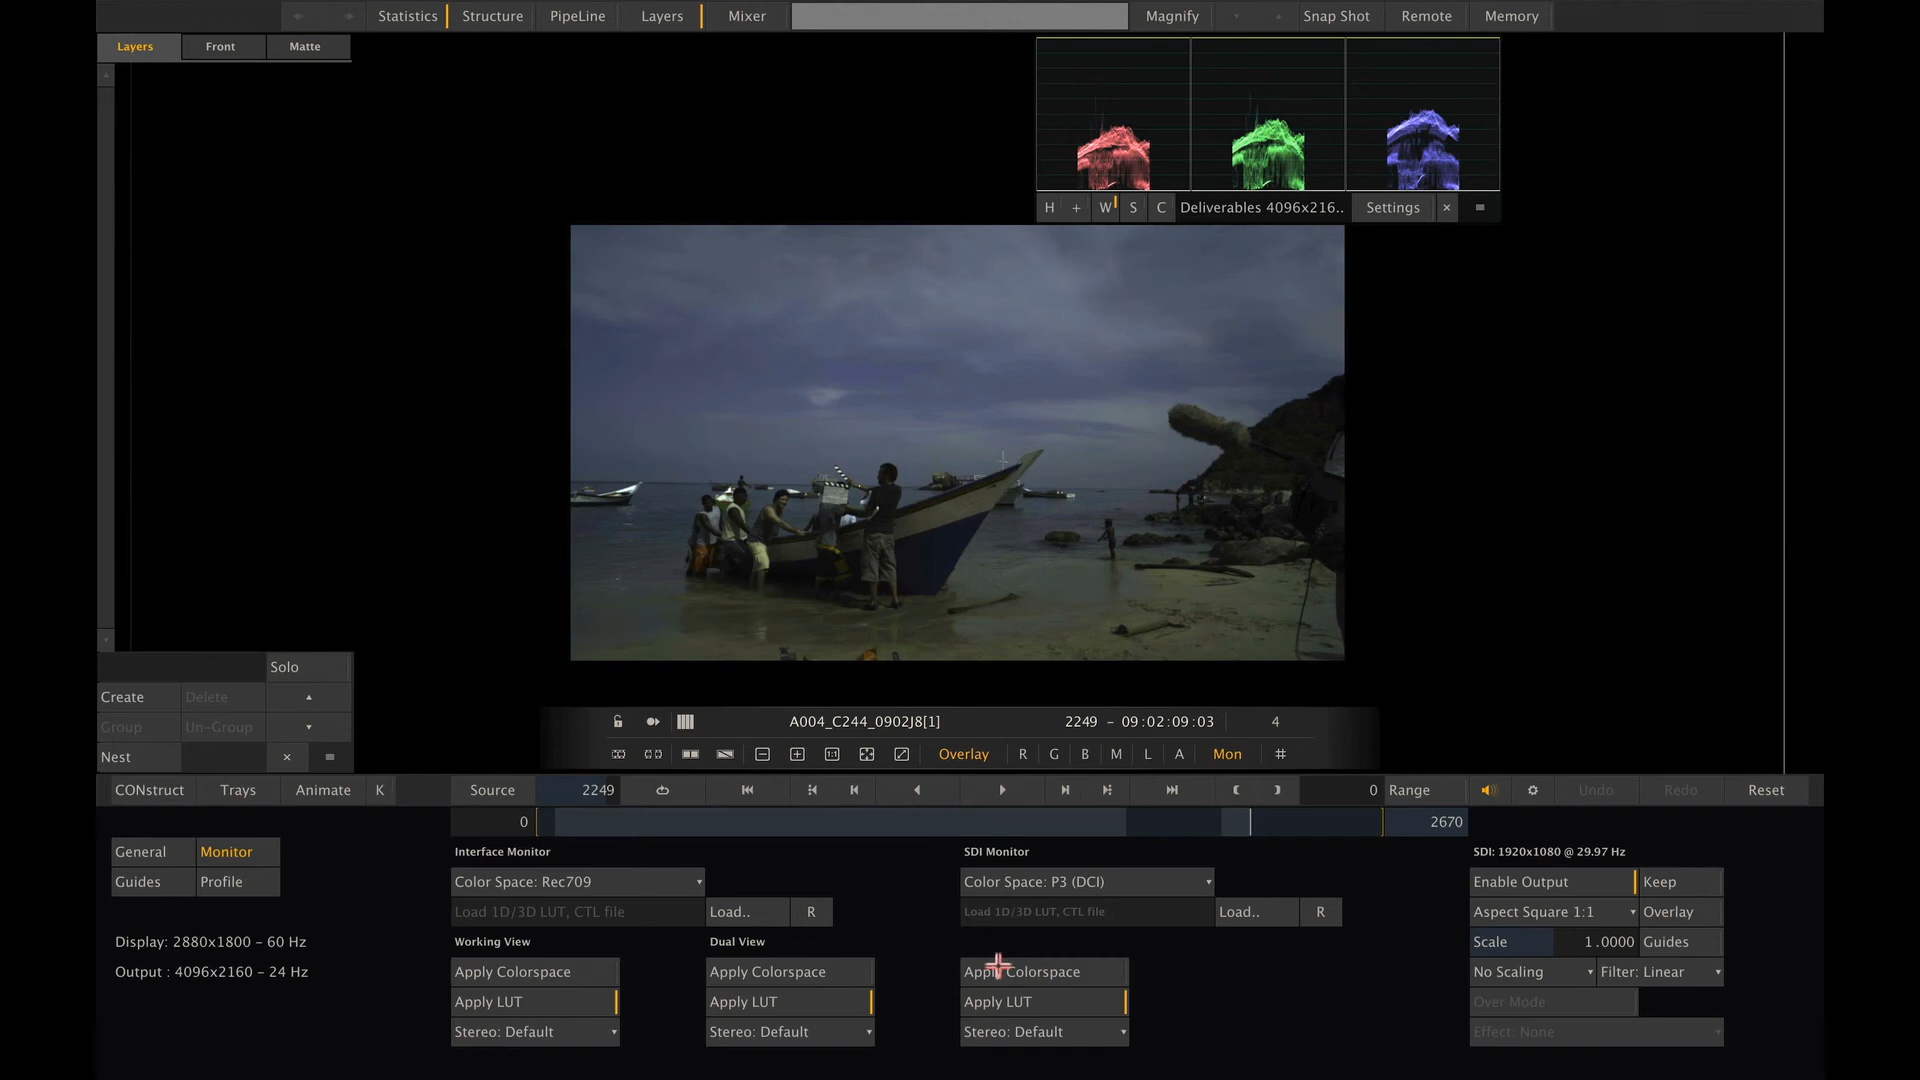 Statistics Structure PipeLine Layers Mixer Magnify Snap Shot Remote Memory
Layers Front Matte
H + W S C Deliverables 4096x216.. Settings ×
Solo
Create Delete
Group Un-Group
Nest ×
A004_C244_0902J8[1] 2249 - 09:02:09:03 4
1:1 Overlay R G B M L A Mon #
CONstruct Trays Animate K Source 2249 0 Range Undo Redo Reset
0 2670
General Monitor
Guides Profile
Display: 2880x1800 – 60 Hz
Output : 4096x2160 – 24 Hz
Interface Monitor
Color Space: Rec709
Load 1D/3D LUT, CTL file Load.. R
Working View Dual View
Apply Colorspace Apply Colorspace
Apply LUT Apply LUT
Stereo: Default Stereo: Default
SDI Monitor
Color Space: P3 (DCI)
Load 1D/3D LUT, CTL file Load.. R
Apply Colorspace
Apply LUT
Stereo: Default
SDI: 1920x1080 @ 29.97 Hz
Enable Output Keep
Aspect Square 1:1 Overlay
Scale 1.0000 Guides
No Scaling Filter: Linear
Over Mode
Effect: None